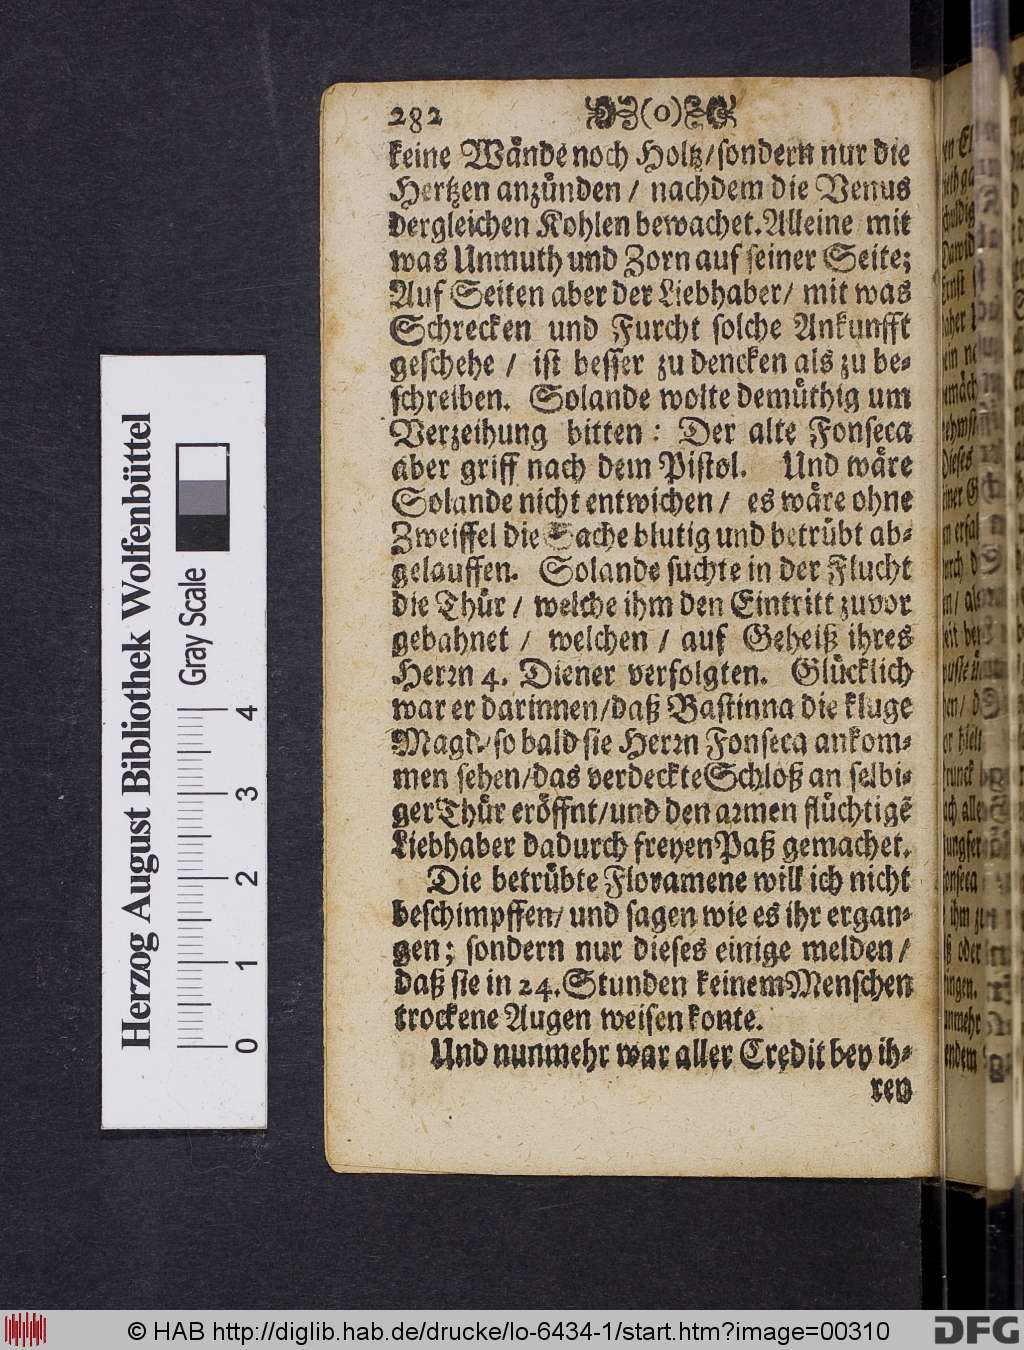 282 (o)
keine Wände noch Holtz/sondern nur die
Hertzen anzünden / nachdem die Venus
dergleichen Kohlen bewachet. Alleine mit
was Unmuth und Zorn auf seiner Seite;
Auf Seiten aber der Liebhaber/ mit was
Schrecken und Furcht solche Ankunfft
geschehe / ist besser zu dencken als zu be-
schreiben. Solande wolte demüthig um
Verzeihung bitten: Der alte Fonseca
aber griff nach dem Pistol. Und wäre
Solande nicht entwichen / es wäre ohne
Zweiffel die Sache blutig und betrübt ab-
gelauffen. Solande suchte in der Flucht
die Thür / welche ihm den Eintritt zuvor
gebahnet / welchen / auf Geheiß ihres
Herrn 4. Diener verfolgten. Glücklich
war er darinnen/daß Bastinna die kluge
Magd/so bald sie Herrn Fonseca ankom-
men sehen/das verdeckte Schloß an selbi-
ger Thür eröffnt/und den armen flüchtigē
Liebhaber dadurch freyen Paß gemachet.
Die betrübte Floramene will ich nicht
beschimpffen/ und sagen wie es ihr ergan-
gen; sondern nur dieses einige melden /
daß sie in 24. Stunden keinem Menschen
trockene Augen weisen konte.
Und nunmehr war aller Credit bey ih-
ren
Herzog August Bibliothek Wolfenbüttel
Gray Scale
0 1 2 3 4
© HAB http://diglib.hab.de/drucke/lo-6434-1/start.htm?image=00310
DFG